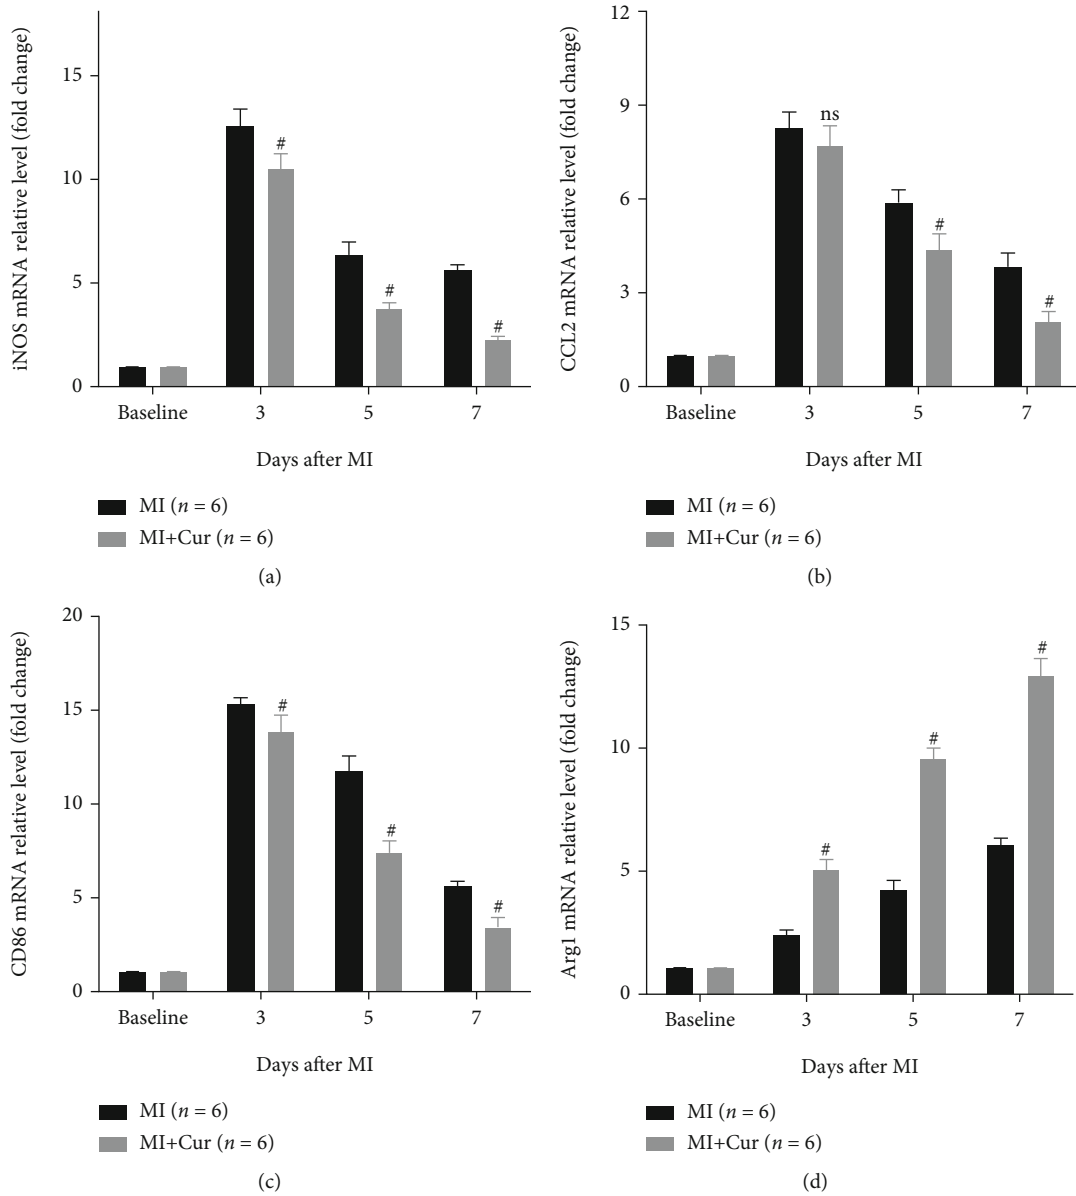 iNOS mRNA relative level (fold change)
15
10
5
0
#
#
#
Baseline
3
5
7
Days after MI
MI (n = 6)
MI+Cur (n = 6)
(a)
CCL2 mRNA relative level (fold change)
12
9
6
3
0
ns
#
#
Baseline
3
5
7
Days after MI
MI (n = 6)
MI+Cur (n = 6)
(b)
CD86 mRNA relative level (fold change)
20
15
10
5
0
#
#
#
Baseline
3
5
7
Days after MI
MI (n = 6)
MI+Cur (n = 6)
(c)
Arg1 mRNA relative level (fold change)
15
10
5
0
#
#
#
Baseline
3
5
7
Days after MI
MI (n = 6)
MI+Cur (n = 6)
(d)